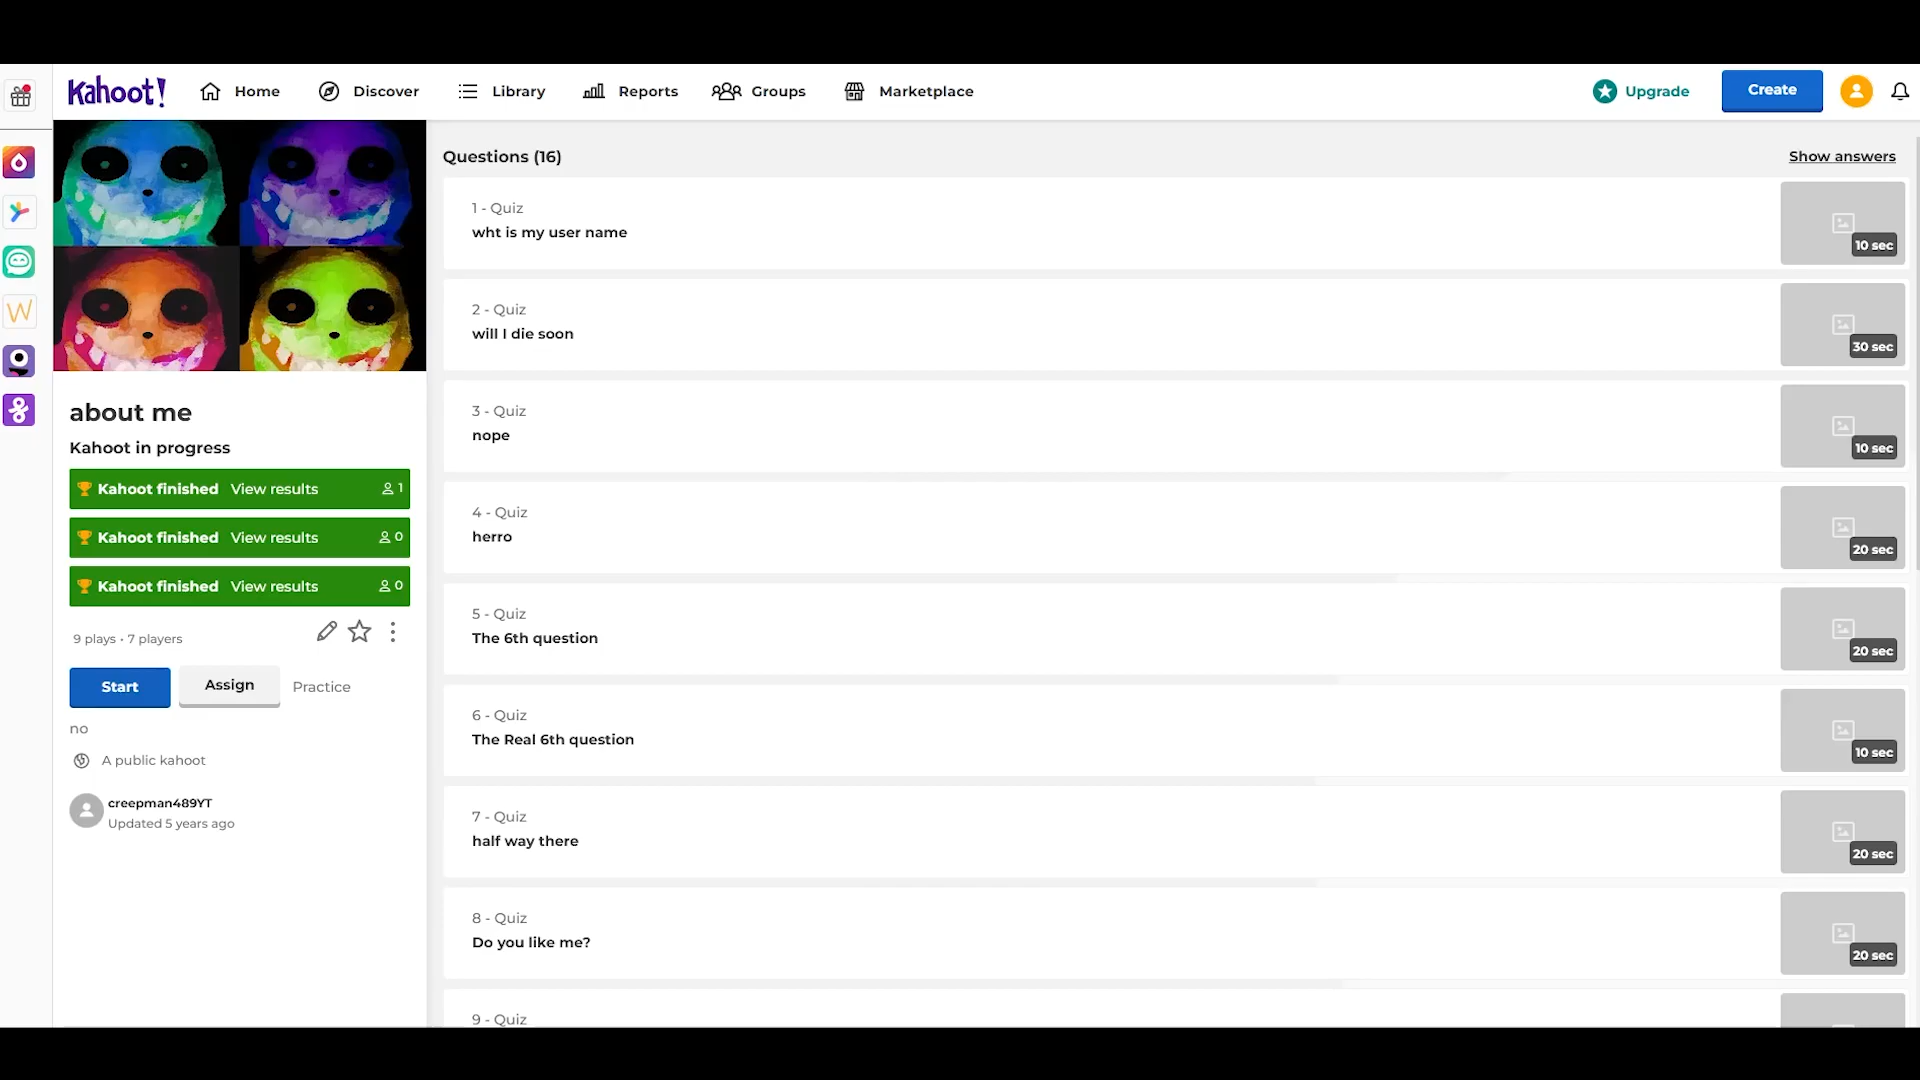 Kahoot!
Home
Discover
Library
Reports
Groups
Marketplace
Upgrade
Create
W
about me
Kahoot in progress
Kahoot finished View results 1
Kahoot finished View results 0
Kahoot finished View results 0
9 plays • 7 players
Start
Assign
Practice
no
A public kahoot
creepman489YT
Updated 5 years ago
Questions (16)
Show answers
1 - Quiz
wht is my user name
10 sec
2 - Quiz
will I die soon
30 sec
3 - Quiz
nope
10 sec
4 - Quiz
herro
20 sec
5 - Quiz
The 6th question
20 sec
6 - Quiz
The Real 6th question
10 sec
7 - Quiz
half way there
20 sec
8 - Quiz
Do you like me?
20 sec
9 - Quiz